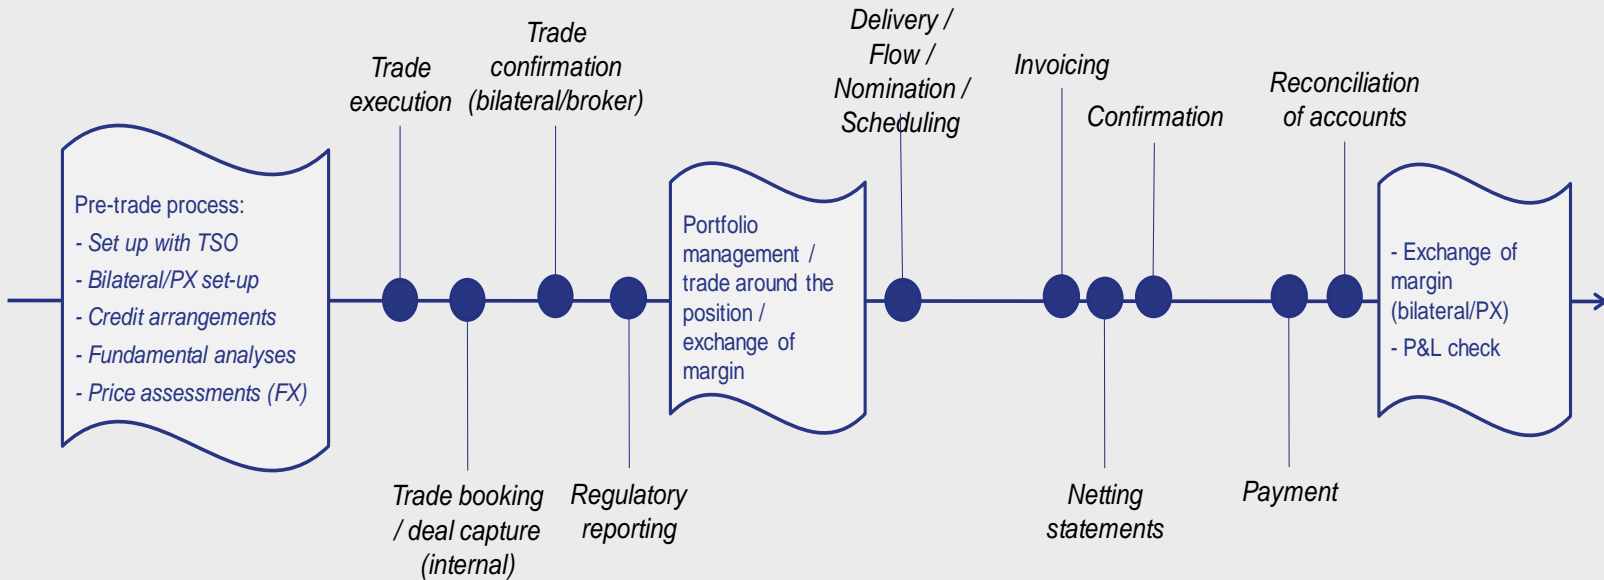 Pre-trade process:
- Set up with TSO
- Bilateral/PX set-up
- Credit arrangements
- Fundamental analyses
- Price assessments (FX)
Trade
execution
Trade booking
/ deal capture
(internal)
Trade
confirmation
(bilateral/broker)
Regulatory
reporting
Portfolio
management /
trade around the
position /
exchange of
margin
Delivery /
Flow /
Nomination /
Scheduling
Invoicing
Netting
statements
Confirmation
Payment
Reconciliation
of accounts
- Exchange of
margin
(bilateral/PX)
- P&L check